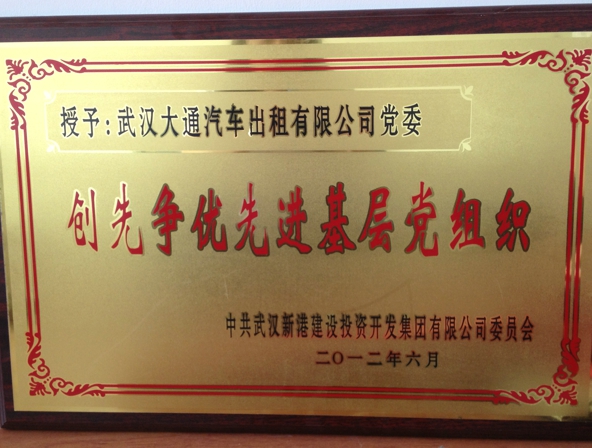 授予:武汉大通汽车出租有限公司党委
创先争优先进基层党组织
中共武汉新港建设投资开发集团有限公司委员会
二〇一二年六月